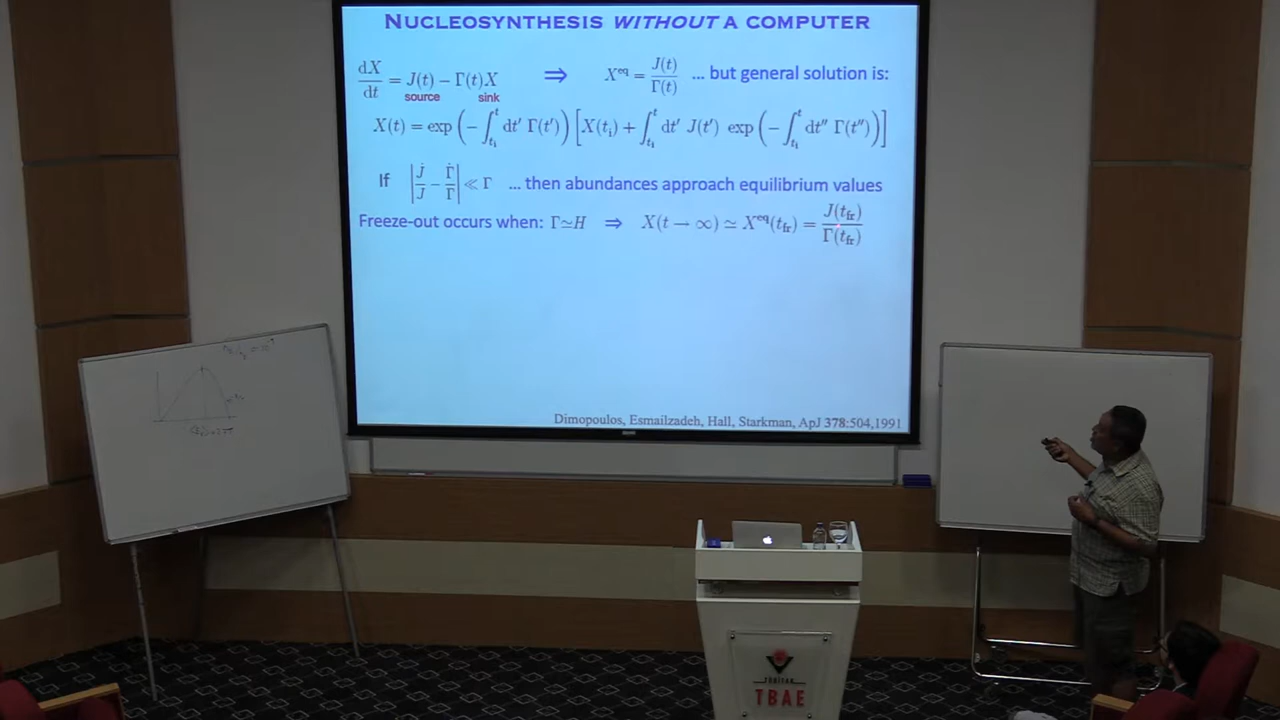 NUCLEOSYNTHESIS WITHOUT A COMPUTER
dX/dt = J(t) − Γ(t)X ⇒ X^eq = J(t)/Γ(t) ... but general solution is:
source sink
X(t) = exp(−∫_{t_i}^{t} dt′ Γ(t′)) [X(t_i) + ∫_{t_i}^{t} dt′ J(t′) exp(−∫_{t_i}^{t} dt″ Γ(t″))]
If |J̇/J − Γ̇/Γ| ≪ Γ ... then abundances approach equilibrium values
Freeze-out occurs when: Γ≃H ⇒ X(t → ∞) ≃ X^eq(t_fr) = J(t_fr)/Γ(t_fr)
Dimopoulos, Esmailzadeh, Hall, Starkman, ApJ 378:504,1991
TBAE